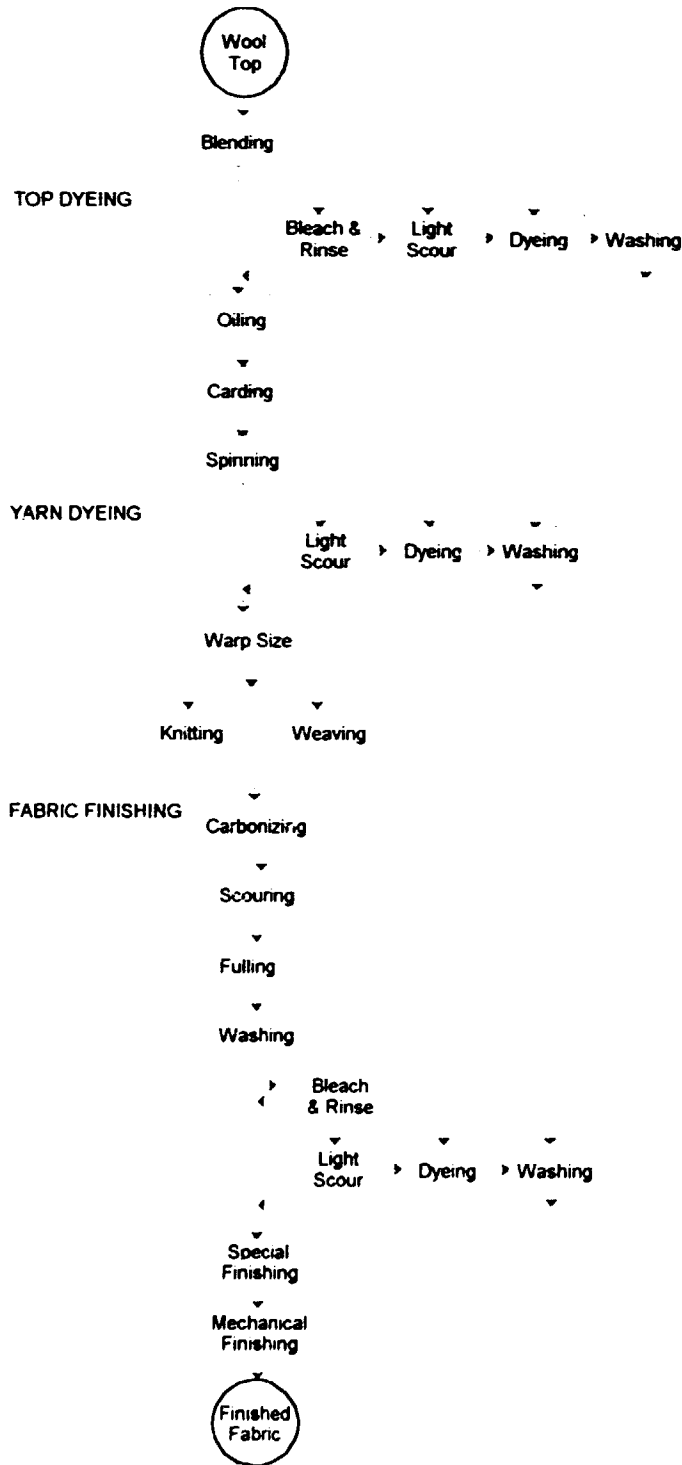 Wool
Top
Blending
TOP DYEING
Bleach &
Rinse
Light
Scour
Dyeing
Washing
Oiling
Carding
Spinning
YARN DYEING
Light
Scour
Dyeing
Washing
Warp Size
Knitting
Weaving
FABRIC FINISHING
Carbonizing
Scouring
Fulling
Washing
Bleach
& Rinse
Light
Scour
Dyeing
Washing
Special
Finishing
Mechanical
Finishing
Finished
Fabric